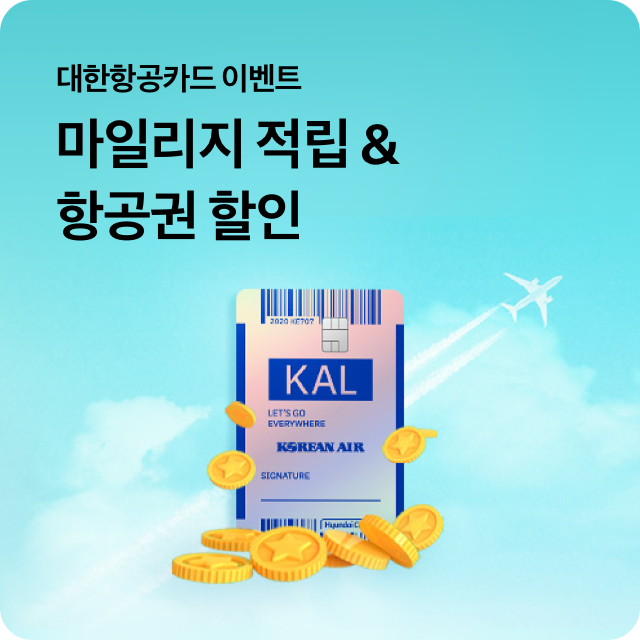 대한항공카드 이벤트
마일리지 적립 &
항공권 할인
2020 KE707
KAL
LET'S GO
EVERYWHERE
KOREAN AIR
SIGNATURE
Hyundai